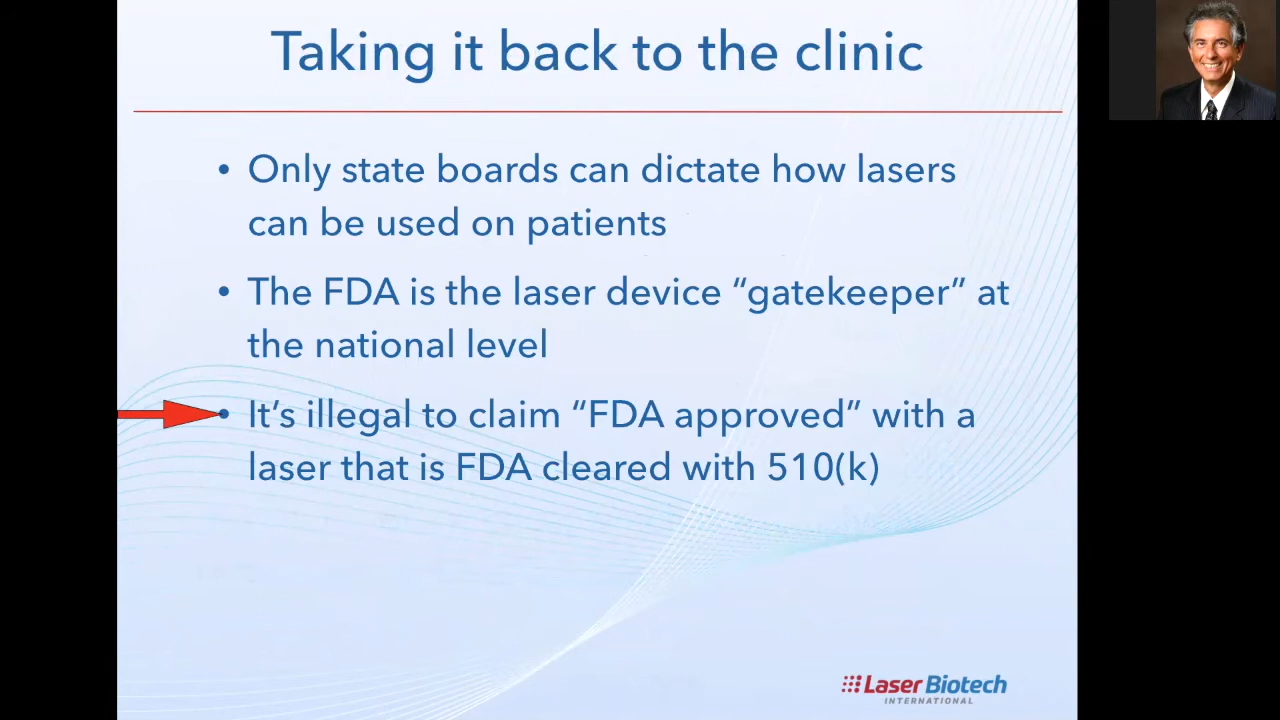 Taking it back to the clinic
• Only state boards can dictate how lasers
can be used on patients
• The FDA is the laser device “gatekeeper” at
the national level
• It’s illegal to claim “FDA approved” with a
laser that is FDA cleared with 510(k)
Laser Biotech
INTERNATIONAL